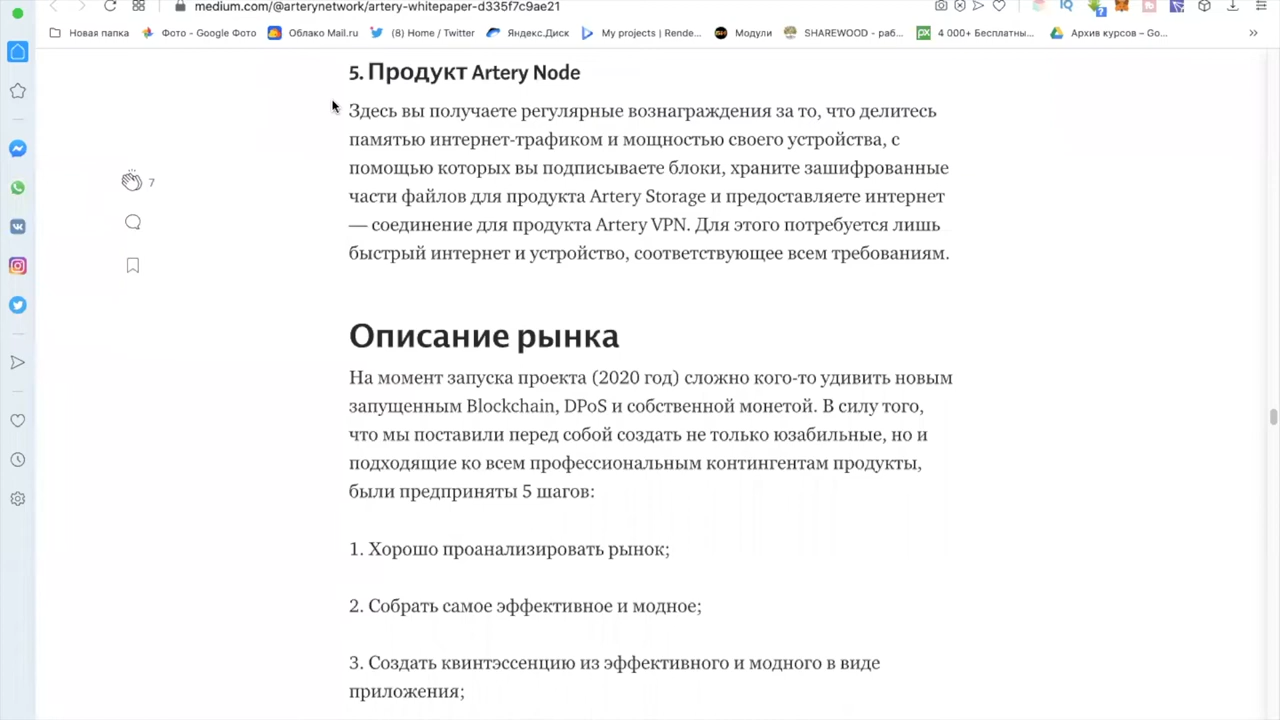 medium.com/@arterynetwork/artery-whitepaper-d335f7c9ae21
Новая папка
Фото - Google Фото
Облако Mail.ru
(8) Home / Twitter
Яндекс.Диск
My projects | Rende...
Модули
SHAREWOOD - раб...
4 000+ Бесплатны...
Архив курсов – Go...
5. Продукт Artery Node
Здесь вы получаете регулярные вознаграждения за то, что делитесь
памятью интернет-трафиком и мощностью своего устройства, с
помощью которых вы подписываете блоки, храните зашифрованные
части файлов для продукта Artery Storage и предоставляете интернет
— соединение для продукта Artery VPN. Для этого потребуется лишь
быстрый интернет и устройство, соответствующее всем требованиям.
7
Описание рынка
На момент запуска проекта (2020 год) сложно кого-то удивить новым
запущенным Blockchain, DPoS и собственной монетой. В силу того,
что мы поставили перед собой создать не только юзабильные, но и
подходящие ко всем профессиональным контингентам продукты,
были предприняты 5 шагов:
1. Хорошо проанализировать рынок;
2. Собрать самое эффективное и модное;
3. Создать квинтэссенцию из эффективного и модного в виде
приложения;